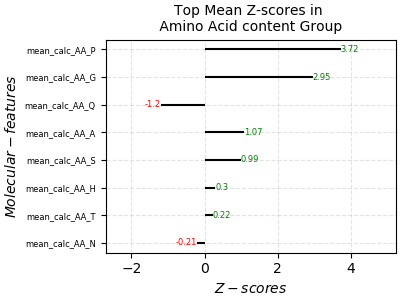 Top Mean Z-scores in
Amino Acid content Group
Molecular − features
mean_calc_AA_P 3.72
mean_calc_AA_G 2.95
mean_calc_AA_Q -1.2
mean_calc_AA_A 1.07
mean_calc_AA_S 0.99
mean_calc_AA_H 0.3
mean_calc_AA_T 0.22
mean_calc_AA_N -0.21
−2 0 2 4
Z − scores